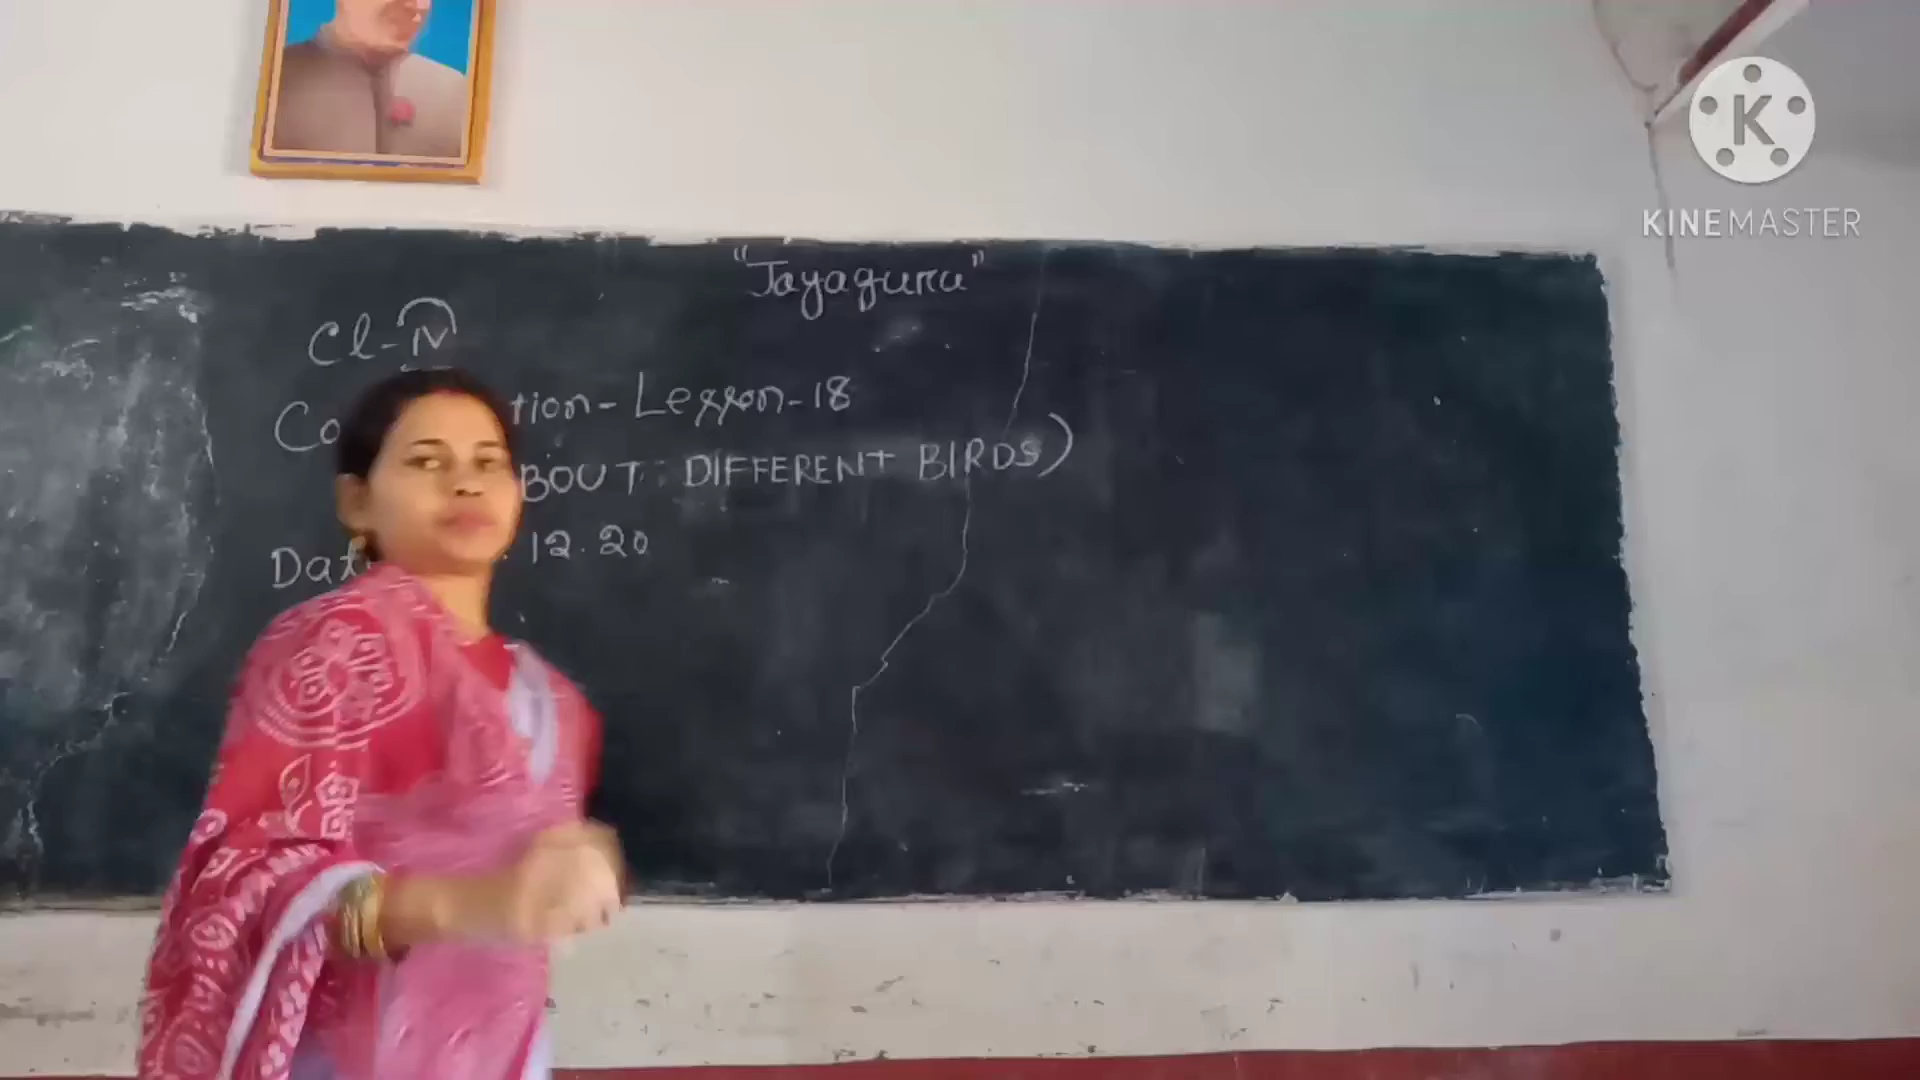 "Jayaguru"
Cl-IV
Co tion-Lesson-18
BOUT DIFFERENT BIRDS)
Dat 12.20
K
KINEMASTER